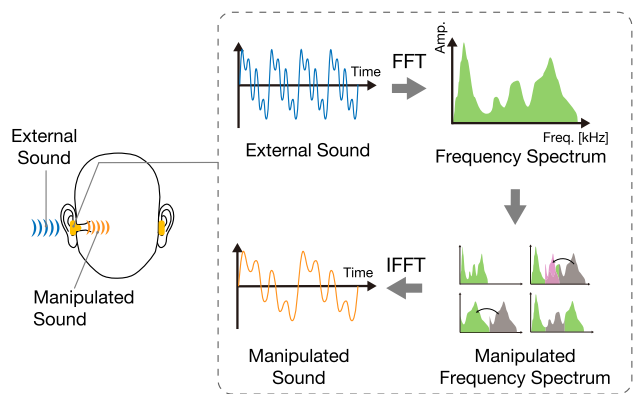 External
Sound
Manipulated
Sound
Time
External Sound
FFT
Amp.
Freq. [kHz]
Frequency Spectrum
Manipulated
Frequency Spectrum
IFFT
Time
Manipulated
Sound